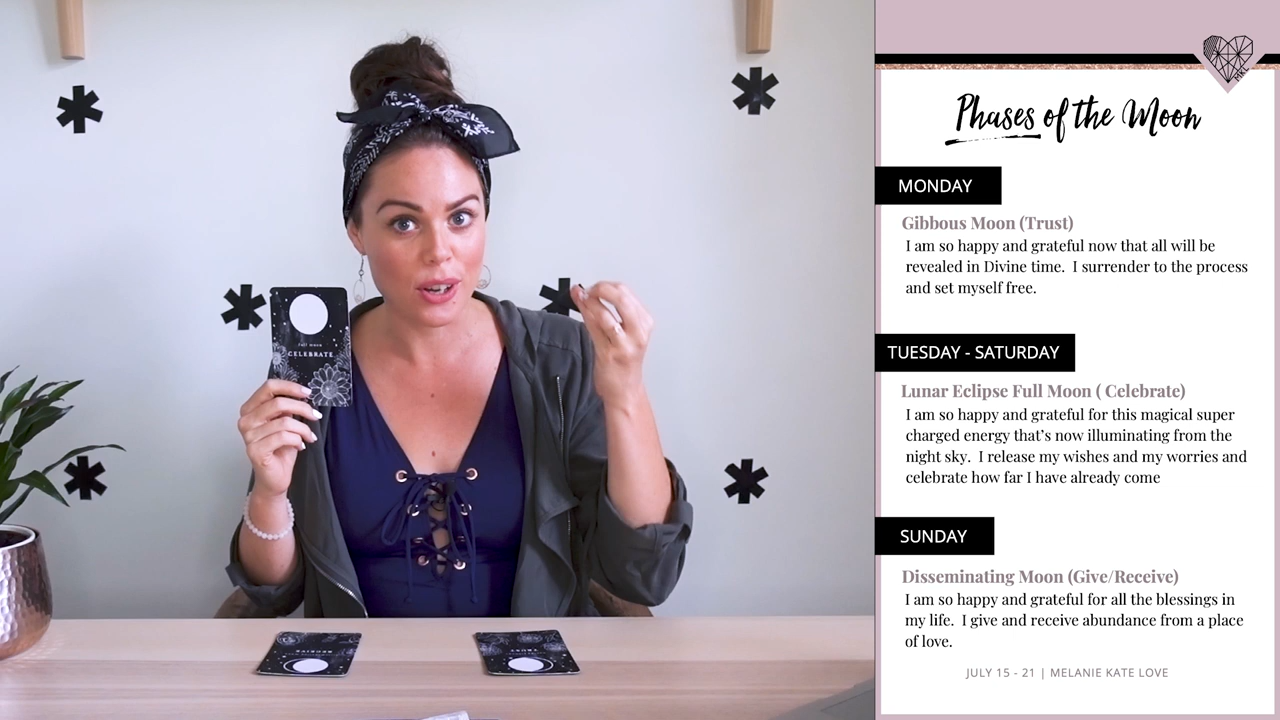 full moon
CELEBRATE
RECEIVE
TRUST
MKL
Phases of the Moon
MONDAY
Gibbous Moon (Trust)
I am so happy and grateful now that all will be
revealed in Divine time.  I surrender to the process
and set myself free.
TUESDAY - SATURDAY
Lunar Eclipse Full Moon ( Celebrate)
I am so happy and grateful for this magical super
charged energy that’s now illuminating from the
night sky.  I release my wishes and my worries and
celebrate how far I have already come
SUNDAY
Disseminating Moon (Give/Receive)
I am so happy and grateful for all the blessings in
my life.  I give and receive abundance from a place
of love.
JULY 15 - 21 | MELANIE KATE LOVE